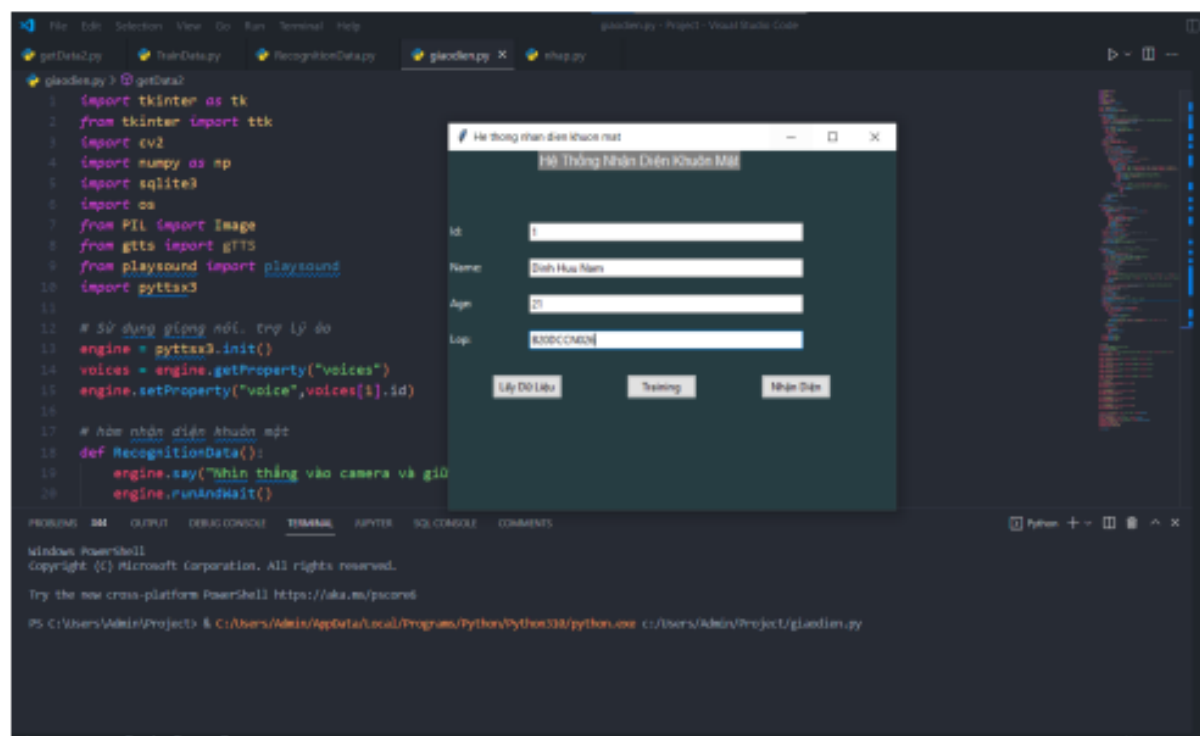 File Edit Selection View Go Run Terminal Help
giaodien.py - Project - Visual Studio Code
getData2.py TrainData.py RecognitionData.py giaodien.py × nhap.py
giaodien.py > getData2
1 import tkinter as tk
2 from tkinter import ttk
3 import cv2
4 import numpy as np
5 import sqlite3
6 import os
7 from PIL import Image
8 from gtts import gTTS
9 from playsound import playsound
10 import pyttsx3
11
12 # Sử dụng giọng nói. trợ lý ảo
13 engine = pyttsx3.init()
14 voices = engine.getProperty("voices")
15 engine.setProperty("voice",voices[1].id)
16
17 # hàm nhận diện khuôn mặt
18 def RecognitionData():
19 engine.say("Nhìn thẳng vào camera và giữ
20 engine.runAndWait()
He thong nhan dien khuon mat
Hệ Thống Nhận Diện Khuôn Mặt
Id: 1
Name: Dinh Huu Nam
Age: 21
Lop:
Lấy Dữ Liệu Training Nhận Diện
PROBLEMS OUTPUT DEBUG CONSOLE TERMINAL JUPYTER SQL CONSOLE COMMENTS
Python
Windows PowerShell
Copyright (C) Microsoft Corporation. All rights reserved.
Try the new cross-platform PowerShell https://aka.ms/pscore6
PS C:\Users\Admin\Project> & C:/Users/Admin/AppData/Local/Programs/Python/Python310/python.exe c:/Users/Admin/Project/giaodien.py